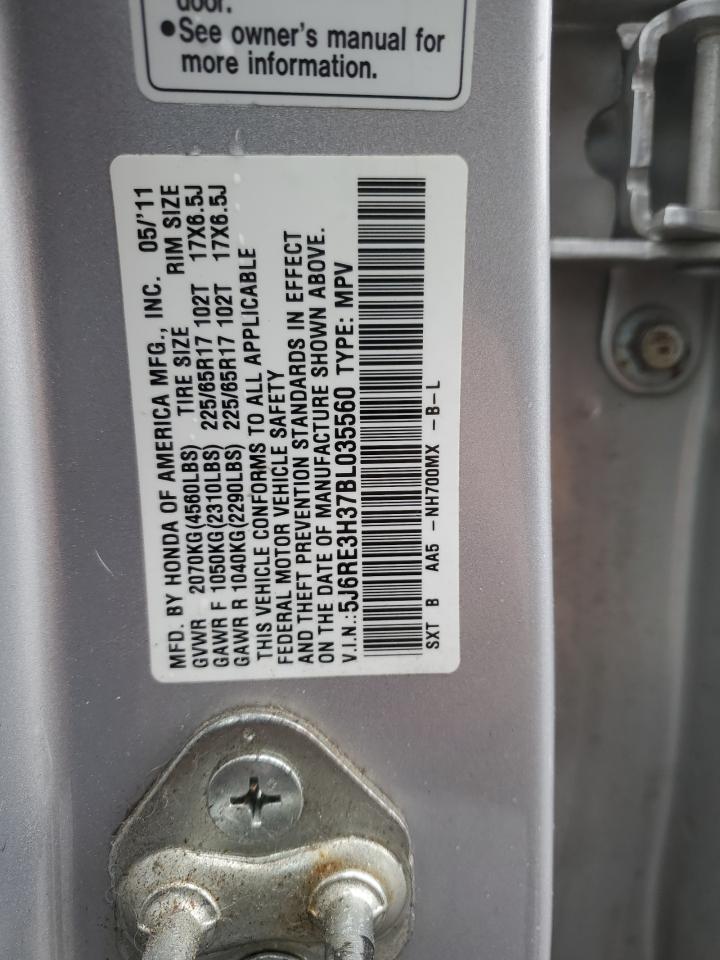 door.
•See owner's manual for
more information.
MFD. BY HONDA OF AMERICA MFG., INC. 05/'11
GVWR 2070KG(4560LBS) TIRE SIZE RIM SIZE
GAWR F 1050KG(2310LBS) 225/65R17 102T 17X6.5J
GAWR R 1040KG(2290LBS) 225/65R17 102T 17X6.5J
THIS VEHICLE CONFORMS TO ALL APPLICABLE
FEDERAL MOTOR VEHICLE SAFETY
AND THEFT PREVENTION STANDARDS IN EFFECT
ON THE DATE OF MANUFACTURE SHOWN ABOVE.
V.I.N.:5J6RE3H37BL035560 TYPE: MPV
SXT B AA5 -NH700MX -B-L